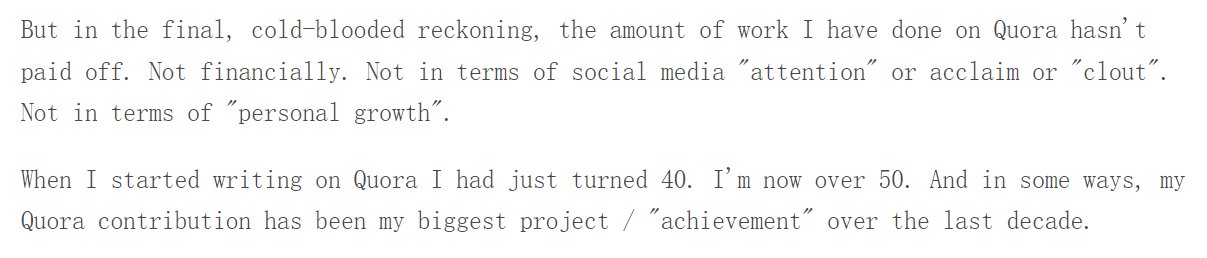 But in the final, cold-blooded reckoning, the amount of work I have done on Quora hasn't
paid off. Not financially. Not in terms of social media "attention" or acclaim or "clout".
Not in terms of "personal growth".
When I started writing on Quora I had just turned 40. I'm now over 50. And in some ways, my
Quora contribution has been my biggest project / "achievement" over the last decade.